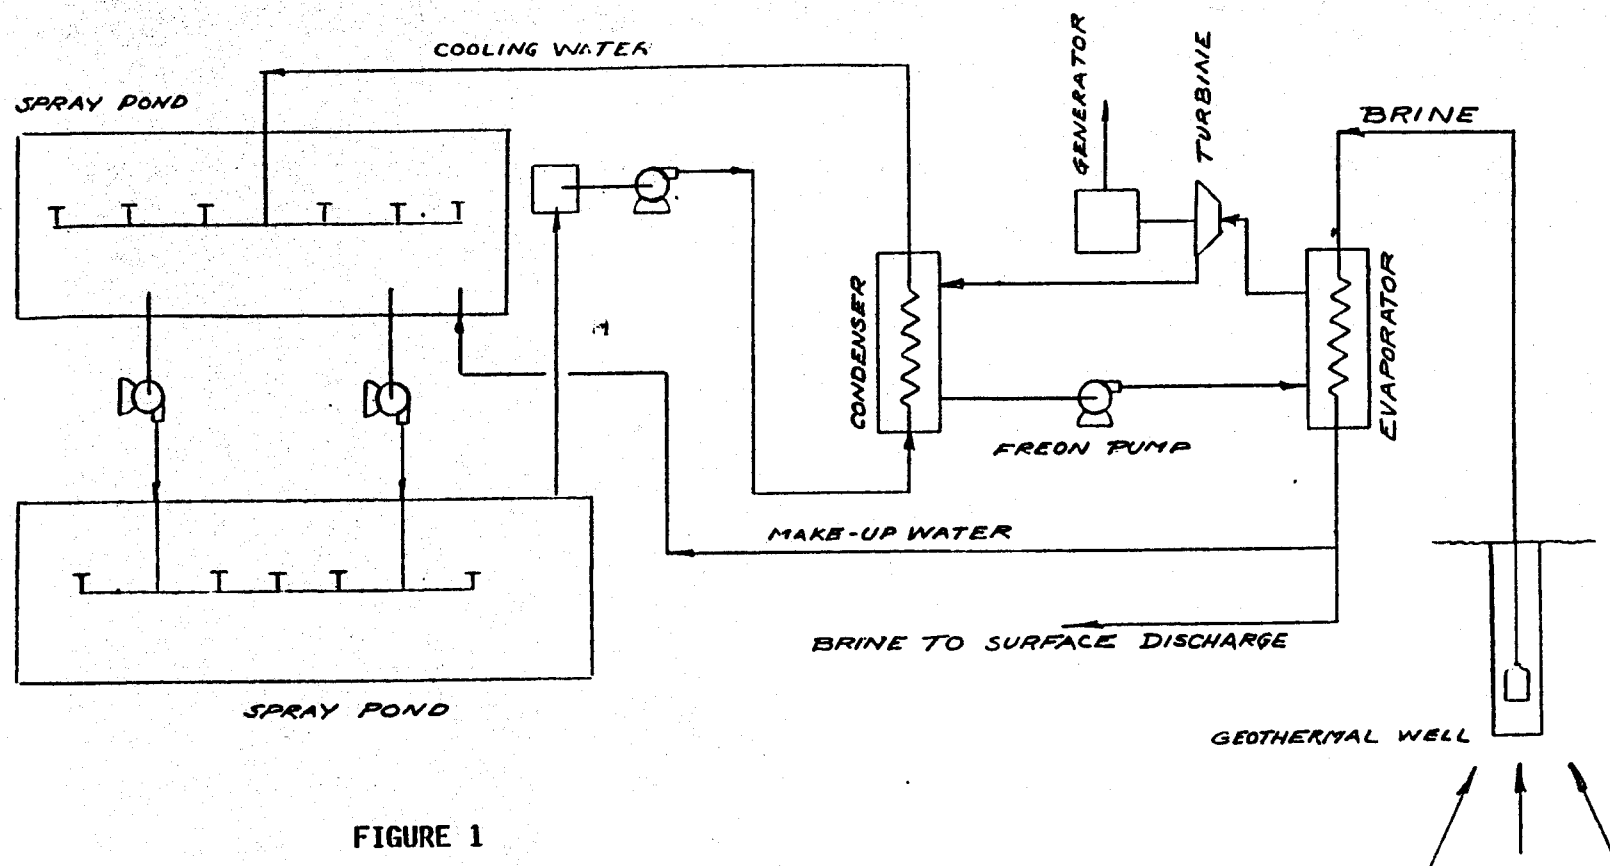 COOLING WATER
SPRAY POND
GENERATOR
TURBINE
BRINE
CONDENSER
EVAPORATOR
FREON PUMP
MAKE-UP WATER
BRINE TO SURFACE DISCHARGE
SPRAY POND
GEOTHERMAL WELL
FIGURE 1